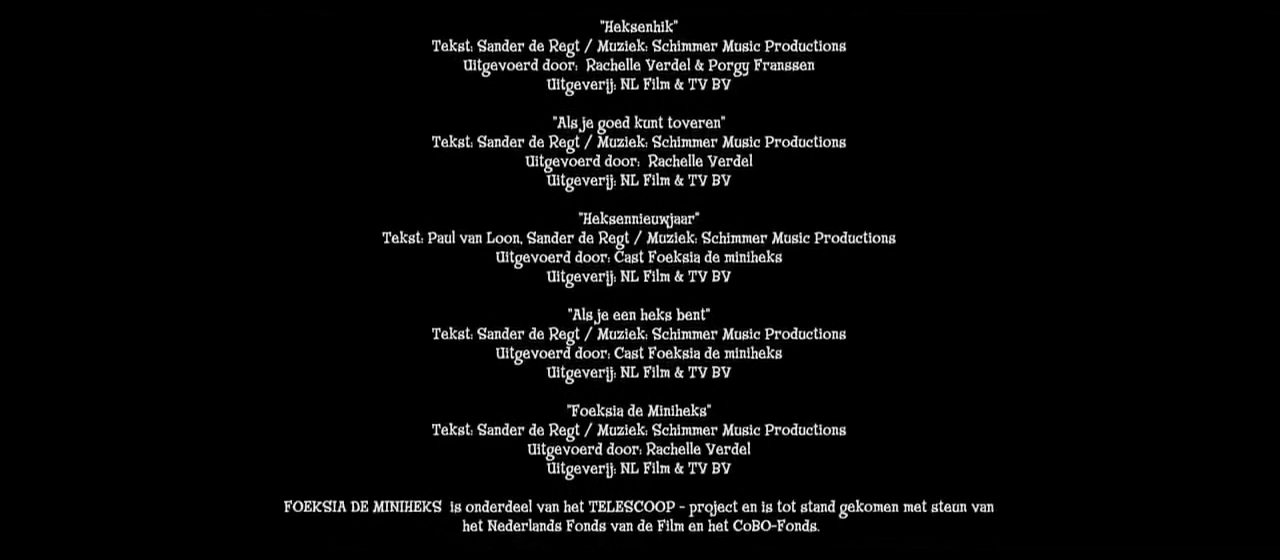 "Heksenhik"
Tekst: Sander de Regt / Muziek: Schimmer Music Productions
Uitgevoerd door: Rachelle Verdel & Porgy Franssen
Uitgeverij: NL Film & TV BV
"Als je goed kunt toveren"
Tekst: Sander de Regt / Muziek: Schimmer Music Productions
Uitgevoerd door: Rachelle Verdel
Uitgeverij: NL Film & TV BV
"Heksennieuwjaar"
Tekst: Paul van Loon, Sander de Regt / Muziek: Schimmer Music Productions
Uitgevoerd door: Cast Foeksia de miniheks
Uitgeverij: NL Film & TV BV
"Als je een heks bent"
Tekst: Sander de Regt / Muziek: Schimmer Music Productions
Uitgevoerd door: Cast Foeksia de miniheks
Uitgeverij: NL Film & TV BV
"Foeksia de Miniheks"
Tekst: Sander de Regt / Muziek: Schimmer Music Productions
Uitgevoerd door: Rachelle Verdel
Uitgeverij: NL Film & TV BV
FOEKSIA DE MINIHEKS is onderdeel van het TELESCOOP - project en is tot stand gekomen met steun van
het Nederlands Fonds van de Film en het CoBO-Fonds.